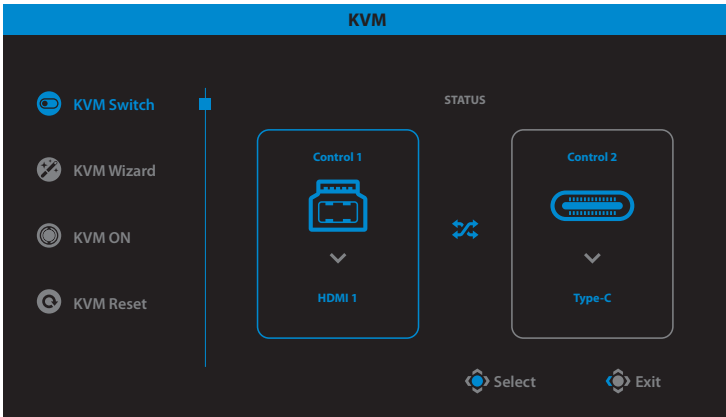 KVM
KVM Switch
KVM Wizard
KVM ON
KVM Reset
STATUS
Control 1
HDMI 1
Control 2
Type-C
Select
Exit